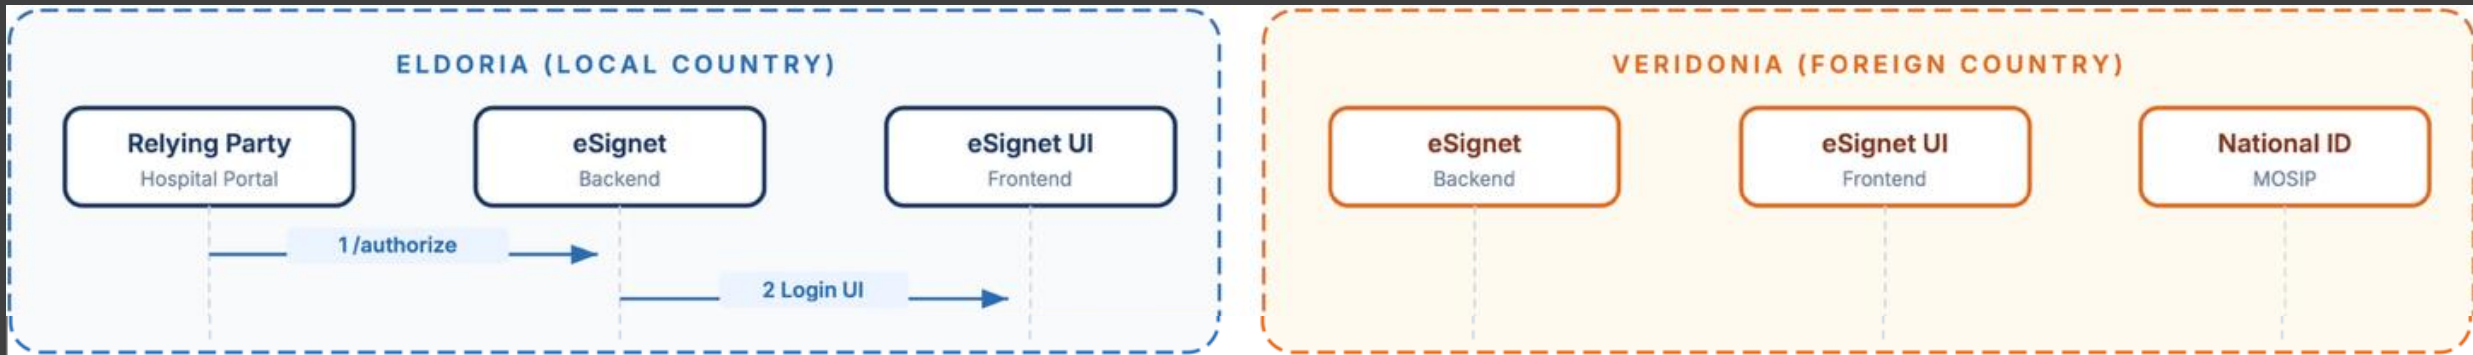 ELDORIA (LOCAL COUNTRY)
Relying Party
Hospital Portal
eSignet
Backend
eSignet UI
Frontend
1 /authorize
2 Login UI
VERIDONIA (FOREIGN COUNTRY)
eSignet
Backend
eSignet UI
Frontend
National ID
MOSIP